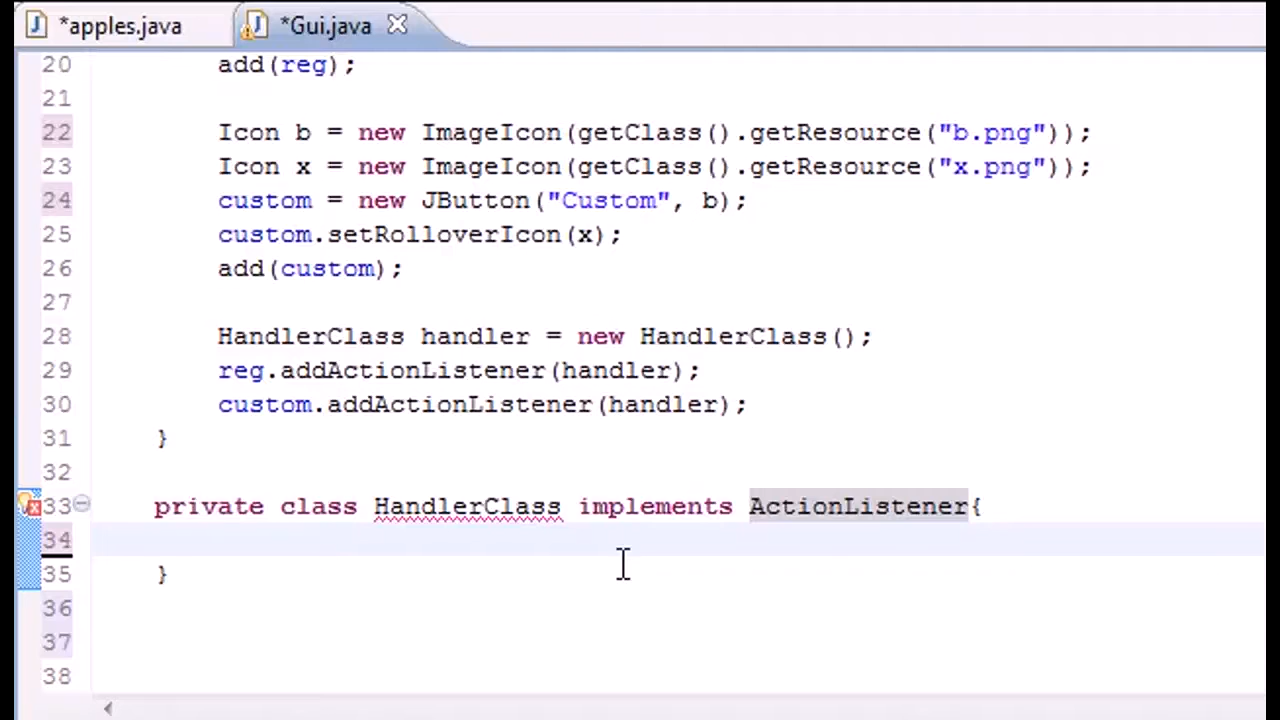 *apples.java *Gui.java
20 add(reg);
21
22 Icon b = new ImageIcon(getClass().getResource("b.png"));
23 Icon x = new ImageIcon(getClass().getResource("x.png"));
24 custom = new JButton("Custom", b);
25 custom.setRolloverIcon(x);
26 add(custom);
27
28 HandlerClass handler = new HandlerClass();
29 reg.addActionListener(handler);
30 custom.addActionListener(handler);
31 }
32
33 private class HandlerClass implements ActionListener{
34
35 }
36
37
38